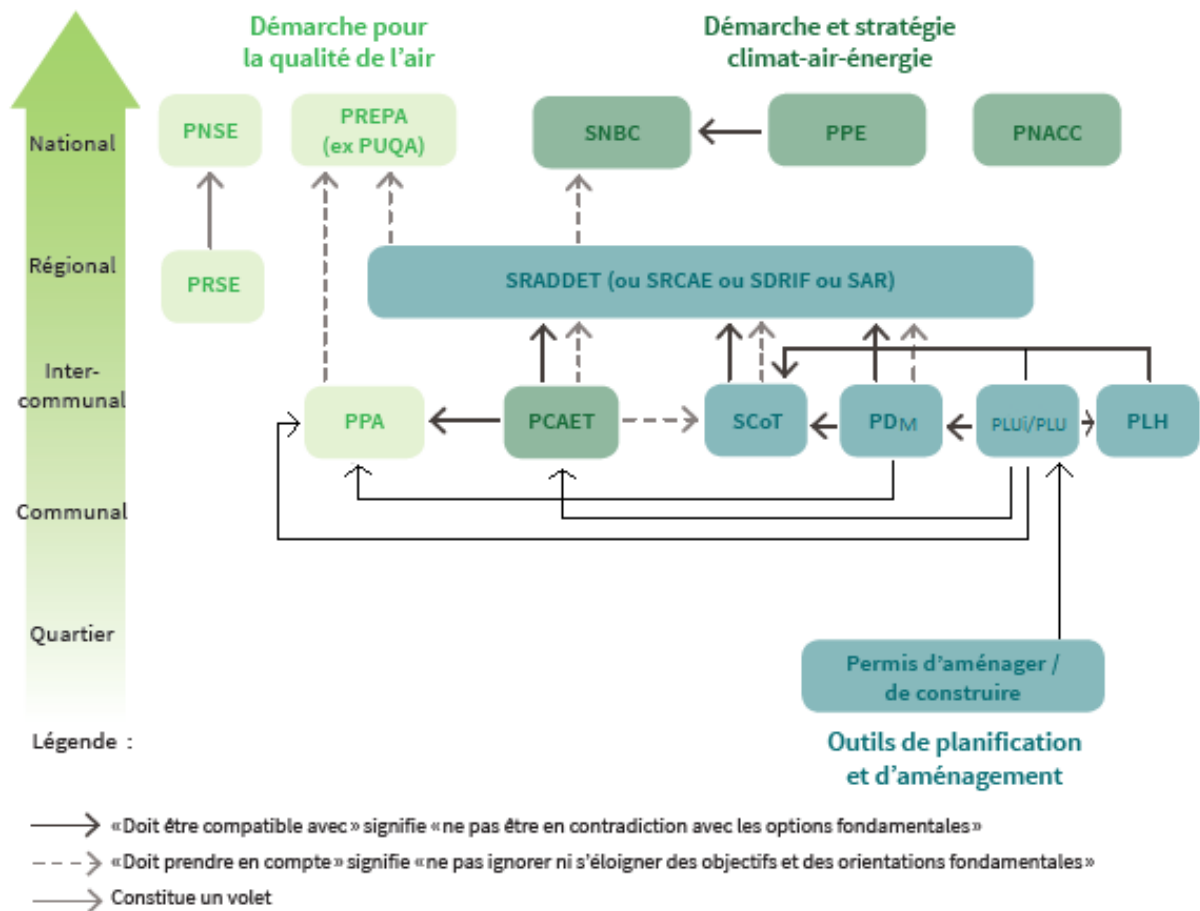 Démarche pour
la qualité de l'air
Démarche et stratégie
climat-air-énergie
National
PNSE
PREPA
(ex PUQA)
SNBC
PPE
PNACC
Régional
PRSE
SRADDET (ou SRCAE ou SDRIF ou SAR)
Inter-
communal
PPA
PCAET
SCoT
PDM
PLUi/PLU
PLH
Communal
Quartier
Permis d'aménager /
de construire
Légende :
Outils de planification
et d'aménagement
«Doit être compatible avec» signifie «ne pas être en contradiction avec les options fondamentales»
«Doit prendre en compte» signifie «ne pas ignorer ni s'éloigner des objectifs et des orientations fondamentales»
Constitue un volet